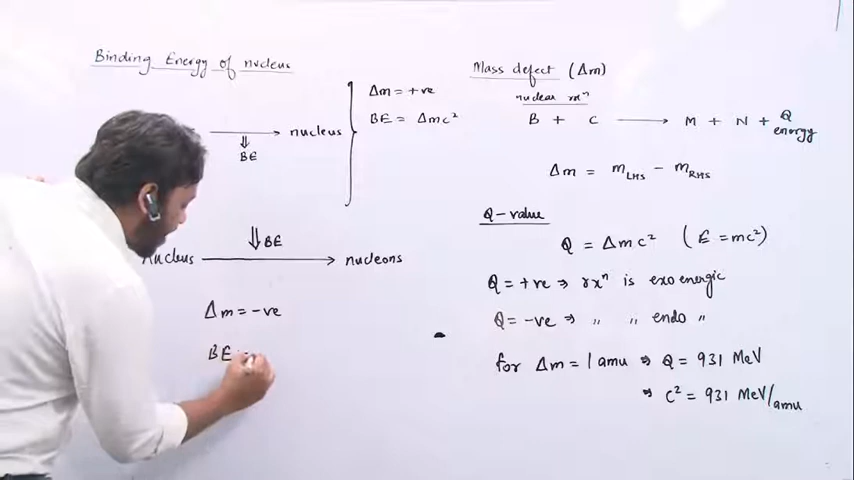 Binding Energy of nucleus
nucleus
BE
Δm = +ve
BE = Δmc²
BE
Nucleus ⟶ nucleons
Δm = -ve
BE =
Mass defect (Δm)
nuclear rxⁿ
B + C ⟶ M + N + Q
energy
Δm = m_LHS - m_RHS
Q-value
Q = Δmc² (E = mc²)
Q = +ve ⇒ rxⁿ is exoenergic
Q = -ve ⇒ " " endo "
for Δm = 1 amu ⇒ Q = 931 MeV
⇒ C² = 931 MeV/amu